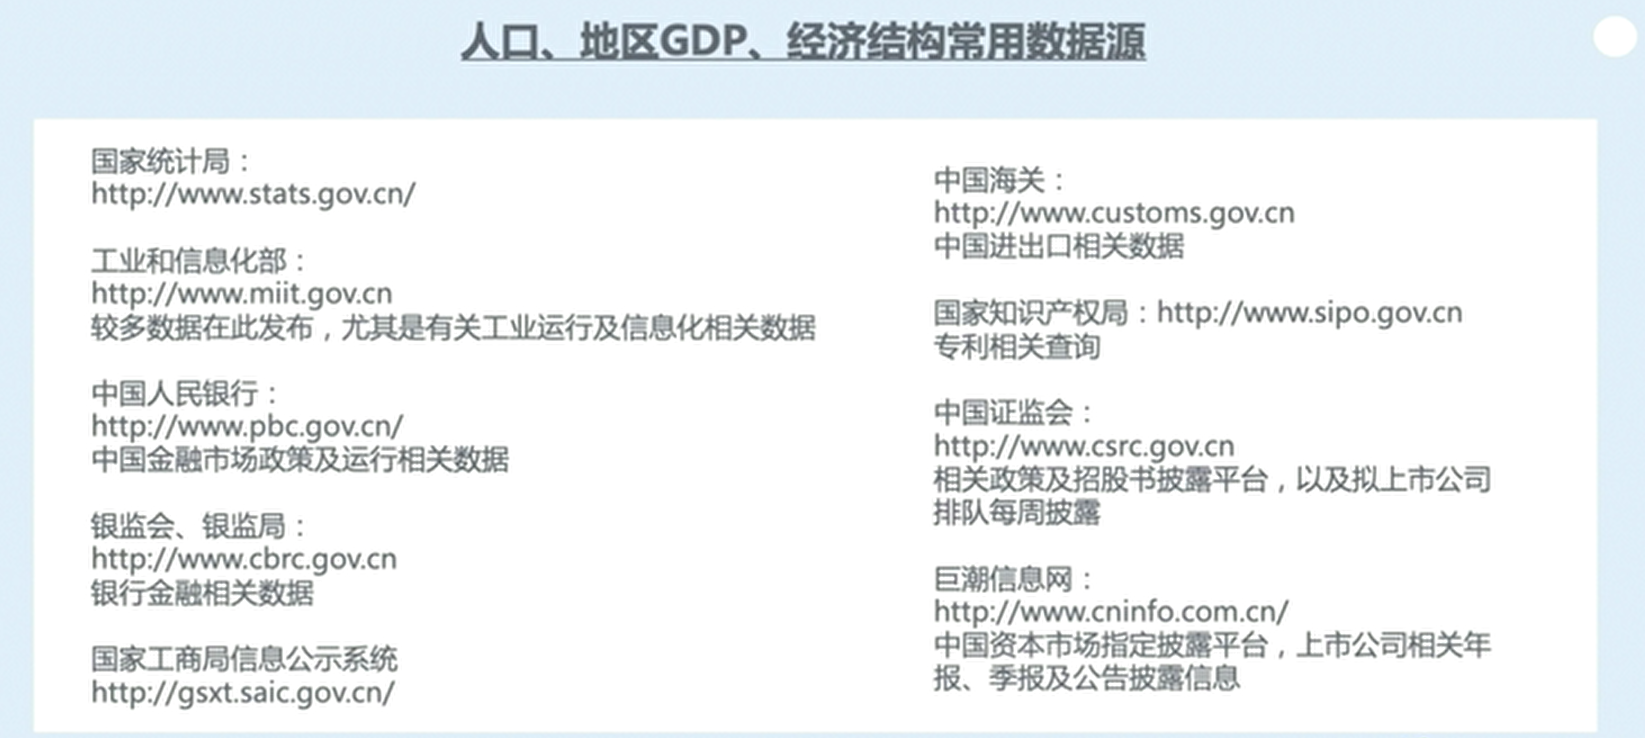 人口、地区GDP、经济结构常用数据源
国家统计局：
http://www.stats.gov.cn/
工业和信息化部：
http://www.miit.gov.cn
较多数据在此发布，尤其是有关工业运行及信息化相关数据
中国人民银行：
http://www.pbc.gov.cn/
中国金融市场政策及运行相关数据
银监会、银监局：
http://www.cbrc.gov.cn
银行金融相关数据
国家工商局信息公示系统
http://gsxt.saic.gov.cn/
中国海关：
http://www.customs.gov.cn
中国进出口相关数据
国家知识产权局：http://www.sipo.gov.cn
专利相关查询
中国证监会：
http://www.csrc.gov.cn
相关政策及招股书披露平台，以及拟上市公司
排队每周披露
巨潮信息网：
http://www.cninfo.com.cn/
中国资本市场指定披露平台，上市公司相关年
报、季报及公告披露信息